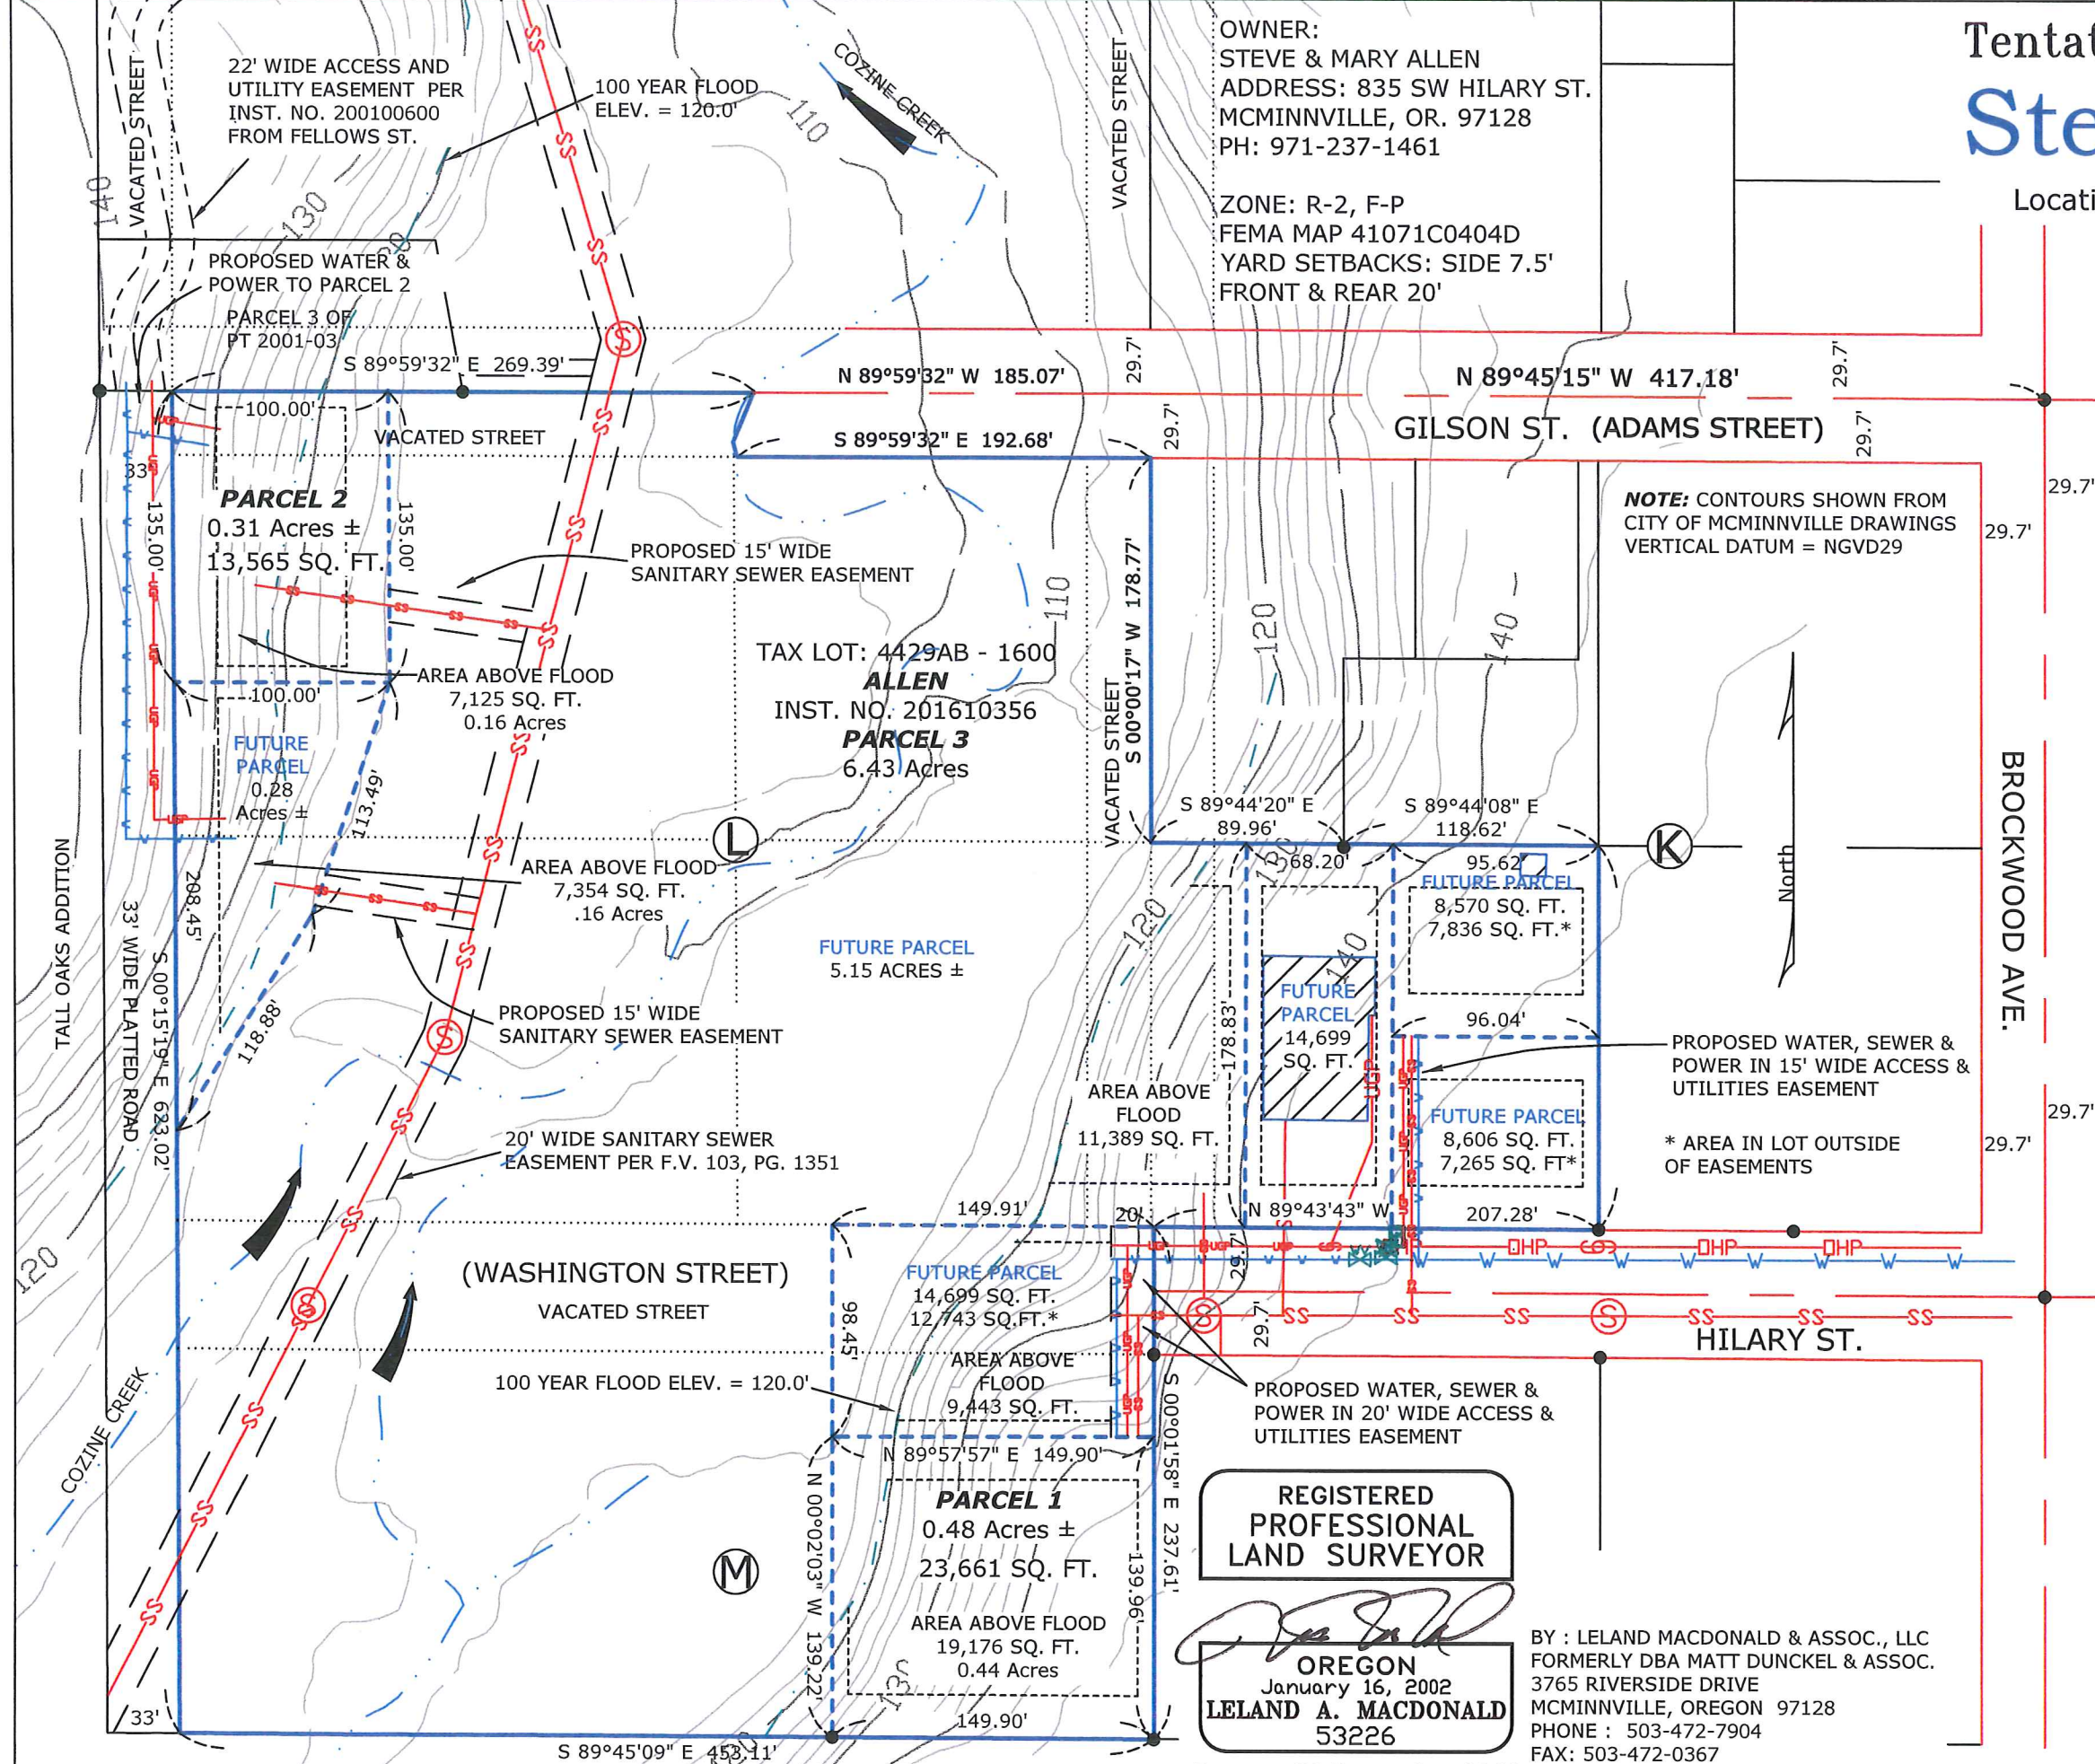 Tentat
Ste
Locati
OWNER:
STEVE & MARY ALLEN
ADDRESS: 835 SW HILARY ST.
MCMINNVILLE, OR. 97128
PH: 971-237-1461
ZONE: R-2, F-P
FEMA MAP 41071C0404D
YARD SETBACKS: SIDE 7.5'
FRONT & REAR 20'
22' WIDE ACCESS AND
UTILITY EASEMENT PER
INST. NO. 200100600
FROM FELLOWS ST.
100 YEAR FLOOD
ELEV. = 120.0'
COZINE CREEK
VACATED STREET
VACATED STREET
140
130
110
PROPOSED WATER &
POWER TO PARCEL 2
PARCEL 3 OF
PT 2001-03
S 89°59'32" E 269.39'
N 89°59'32" W 185.07'
29.7'
N 89°45'15" W 417.18'
29.7'
100.00'
VACATED STREET
S 89°59'32" E 192.68'
29.7'
GILSON ST. (ADAMS STREET)
29.7'
33'
PARCEL 2
0.31 Acres ±
13,565 SQ. FT.
135.00'
135.00'
PROPOSED 15' WIDE
SANITARY SEWER EASEMENT
NOTE: CONTOURS SHOWN FROM
CITY OF MCMINNVILLE DRAWINGS
VERTICAL DATUM = NGVD29
29.7'
29.7'
S 00°00'17" W 178.77'
110
120
140
TAX LOT: 4429AB - 1600
ALLEN
INST. NO. 201610356
PARCEL 3
6.43 Acres
AREA ABOVE FLOOD
7,125 SQ. FT.
0.16 Acres
100.00'
FUTURE
PARCEL
0.28
Acres ±
113.49'
VACATED STREET
S 89°44'20" E
89.96'
S 89°44'08" E
118.62'
L
K
North
BROCKWOOD AVE.
TALL OAKS ADDITION
33' WIDE PLATTED ROAD
208.45'
S 00°15'19" E 623.02'
AREA ABOVE FLOOD
7,354 SQ. FT.
.16 Acres
68.20'
95.62'
130
FUTURE PARCEL
8,570 SQ. FT.
7,836 SQ. FT.*
120
140
FUTURE PARCEL
5.15 ACRES ±
118.88'
PROPOSED 15' WIDE
SANITARY SEWER EASEMENT
FUTURE
PARCEL
14,699
SQ. FT.
178.83'
96.04'
PROPOSED WATER, SEWER &
POWER IN 15' WIDE ACCESS &
UTILITIES EASEMENT
AREA ABOVE
FLOOD
11,389 SQ. FT.
FUTURE PARCEL
8,606 SQ. FT.
7,265 SQ. FT*
* AREA IN LOT OUTSIDE
OF EASEMENTS
29.7'
29.7'
20' WIDE SANITARY SEWER
EASEMENT PER F.V. 103, PG. 1351
149.91'
20'
N 89°43'43" W
207.28'
120
(WASHINGTON STREET)
VACATED STREET
FUTURE PARCEL
14,699 SQ. FT.
12,743 SQ.FT.*
98.45'
29.7'
29.7'
UGP
OHP
OHP
OHP
W
SS
S
HILARY ST.
AREA ABOVE
FLOOD
9,443 SQ. FT.
100 YEAR FLOOD ELEV. = 120.0'
COZINE CREEK
PROPOSED WATER, SEWER &
POWER IN 20' WIDE ACCESS &
UTILITIES EASEMENT
N 89°57'57" E 149.90'
S 00°01'58" E 237.61'
N 00°02'03" W 139.22'
PARCEL 1
0.48 Acres ±
23,661 SQ. FT.
139.96'
AREA ABOVE FLOOD
19,176 SQ. FT.
0.44 Acres
M
33'
149.90'
S 89°45'09" E 453.11'
REGISTERED
PROFESSIONAL
LAND SURVEYOR
OREGON
January 16, 2002
LELAND A. MACDONALD
53226
BY : LELAND MACDONALD & ASSOC., LLC
FORMERLY DBA MATT DUNCKEL & ASSOC.
3765 RIVERSIDE DRIVE
MCMINNVILLE, OREGON 97128
PHONE : 503-472-7904
FAX: 503-472-0367